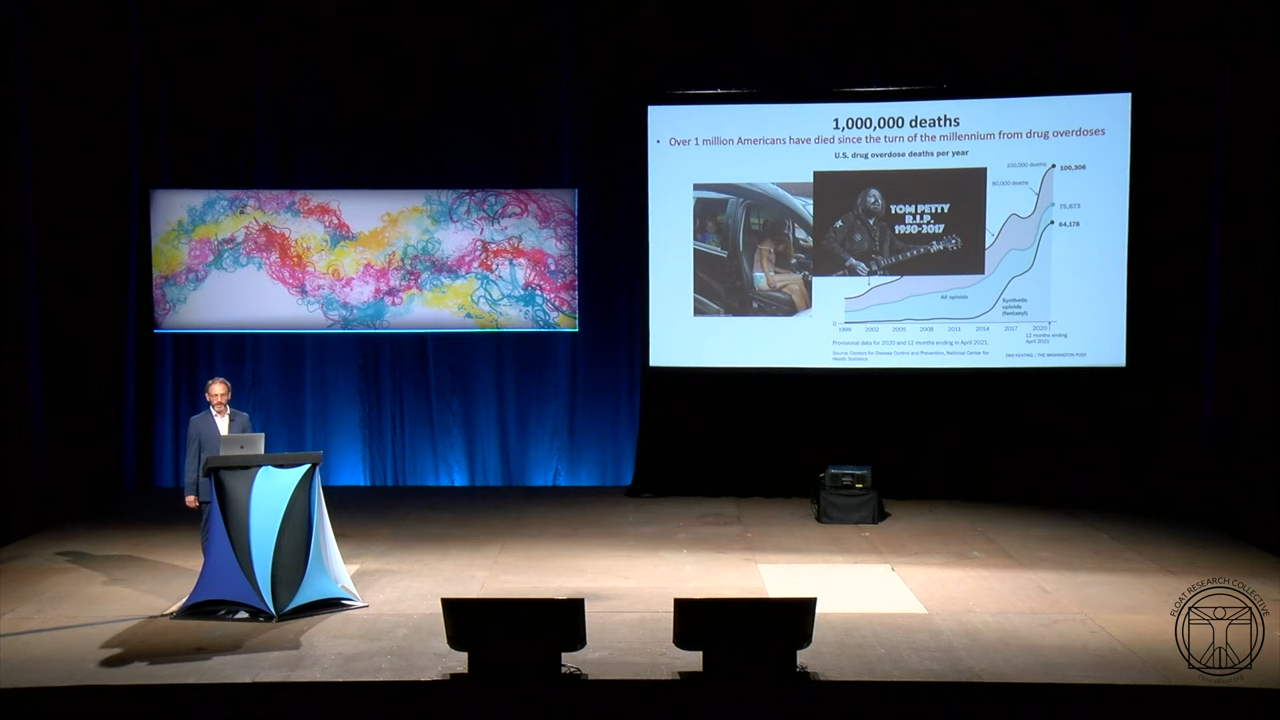 1,000,000 deaths
• Over 1 million Americans have died since the turn of the millennium from drug overdoses
U.S. drug overdose deaths per year
100,000 deaths
100,306
80,000 deaths
75,673
64,178
TOM PETTY
R.I.P.
1950-2017
All opioids
Synthetic
opioids
(fentanyl)
0
1999 2002 2005 2008 2011 2014 2017 2020
12 months ending
April 2021
Provisional data for 2020 and 12 months ending in April 2021.
Source: Centers for Disease Control and Prevention, National Center for
Health Statistics
DAN KEATING / THE WASHINGTON POST
FLOAT RESEARCH COLLECTIVE